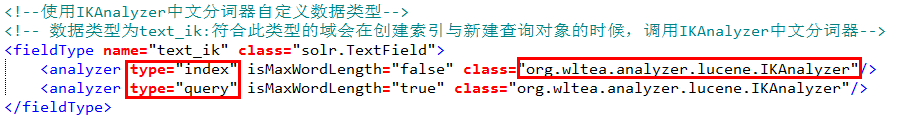 <!--使用IKAnalyzer中文分词器自定义数据类型-->
<!-- 数据类型为text_ik:符合此类型的域会在创建索引与新建查询对象的时候，调用IKAnalyzer中文分词器-->
<fieldType name="text_ik" class="solr.TextField">
<analyzer type="index" isMaxWordLength="false" class="org.wltea.analyzer.lucene.IKAnalyzer"/>
<analyzer type="query" isMaxWordLength="true" class="org.wltea.analyzer.lucene.IKAnalyzer"/>
</fieldType>